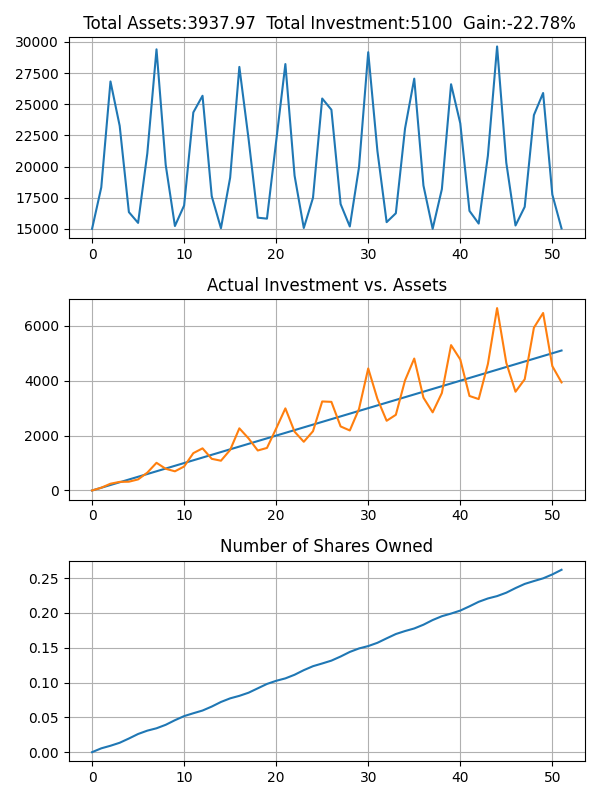 Total Assets:3937.97  Total Investment:5100  Gain:-22.78%
30000
27500
25000
22500
20000
17500
15000
0 10 20 30 40 50
Actual Investment vs. Assets
6000
4000
2000
0
0 10 20 30 40 50
Number of Shares Owned
0.25
0.20
0.15
0.10
0.05
0.00
0 10 20 30 40 50